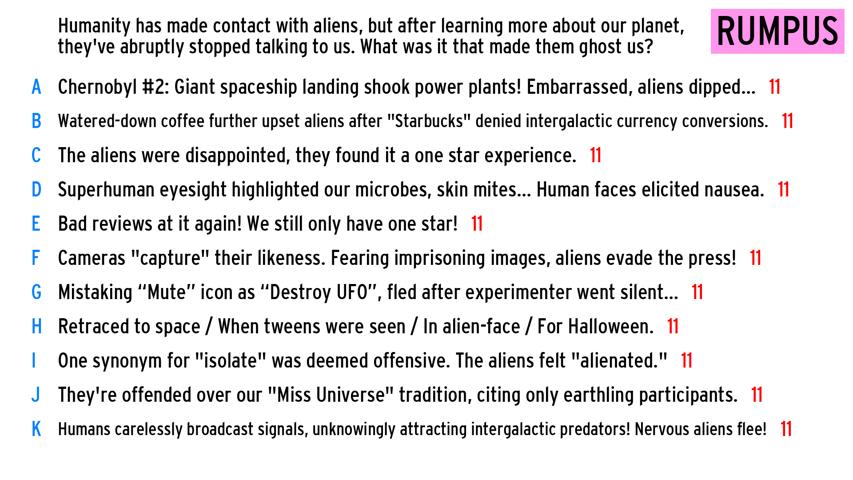 Humanity has made contact with aliens, but after learning more about our planet,
they've abruptly stopped talking to us. What was it that made them ghost us?
RUMPUS
A Chernobyl #2: Giant spaceship landing shook power plants! Embarrassed, aliens dipped... 11
B Watered-down coffee further upset aliens after "Starbucks" denied intergalactic currency conversions. 11
C The aliens were disappointed, they found it a one star experience. 11
D Superhuman eyesight highlighted our microbes, skin mites... Human faces elicited nausea. 11
E Bad reviews at it again! We still only have one star! 11
F Cameras "capture" their likeness. Fearing imprisoning images, aliens evade the press! 11
G Mistaking “Mute” icon as “Destroy UFO”, fled after experimenter went silent... 11
H Retraced to space / When tweens were seen / In alien-face / For Halloween. 11
I One synonym for "isolate" was deemed offensive. The aliens felt "alienated." 11
J They're offended over our "Miss Universe" tradition, citing only earthling participants. 11
K Humans carelessly broadcast signals, unknowingly attracting intergalactic predators! Nervous aliens flee! 11